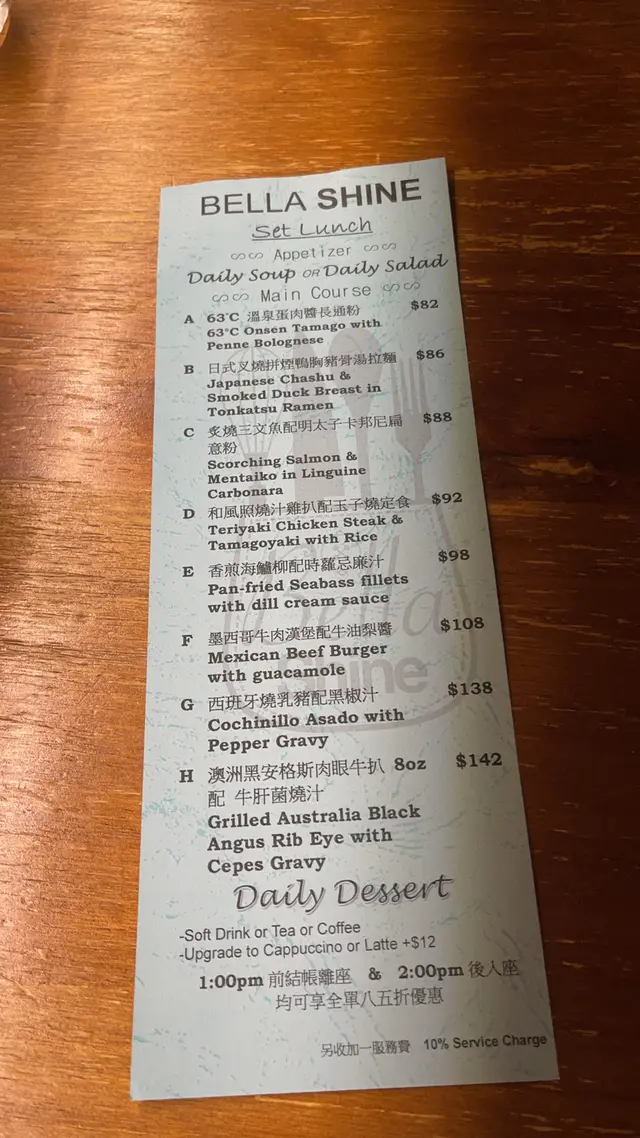 BELLA SHINE
Set Lunch
Appetizer
Daily Soup OR Daily Salad
Main Course
A 63°C 溫泉蛋肉醬長通粉 $82
63°C Onsen Tamago with
Penne Bolognese
B 日式叉燒拼煙鴨胸豬骨湯拉麵 $86
Japanese Chashu &
Smoked Duck Breast in
Tonkatsu Ramen
C 炙燒三文魚配明太子卡邦尼扁 $88
意粉
Scorching Salmon &
Mentaiko in Linguine
Carbonara
D 和風照燒汁雞扒配玉子燒定食 $92
Teriyaki Chicken Steak &
Tamagoyaki with Rice
E 香煎海鱸柳配時蘿忌廉汁 $98
Pan-fried Seabass fillets
with dill cream sauce
F 墨西哥牛肉漢堡配牛油梨醬 $108
Mexican Beef Burger
with guacamole
G 西班牙燒乳豬配黑椒汁 $138
Cochinillo Asado with
Pepper Gravy
H 澳洲黑安格斯肉眼牛扒 8oz $142
配 牛肝菌燒汁
Grilled Australia Black
Angus Rib Eye with
Cepes Gravy
Bella
Shine
Daily Dessert
-Soft Drink or Tea or Coffee
-Upgrade to Cappuccino or Latte +$12
1:00pm 前結帳離座 & 2:00pm 後入座
均可享全單八五折優惠
另收加一服務費 10% Service Charge